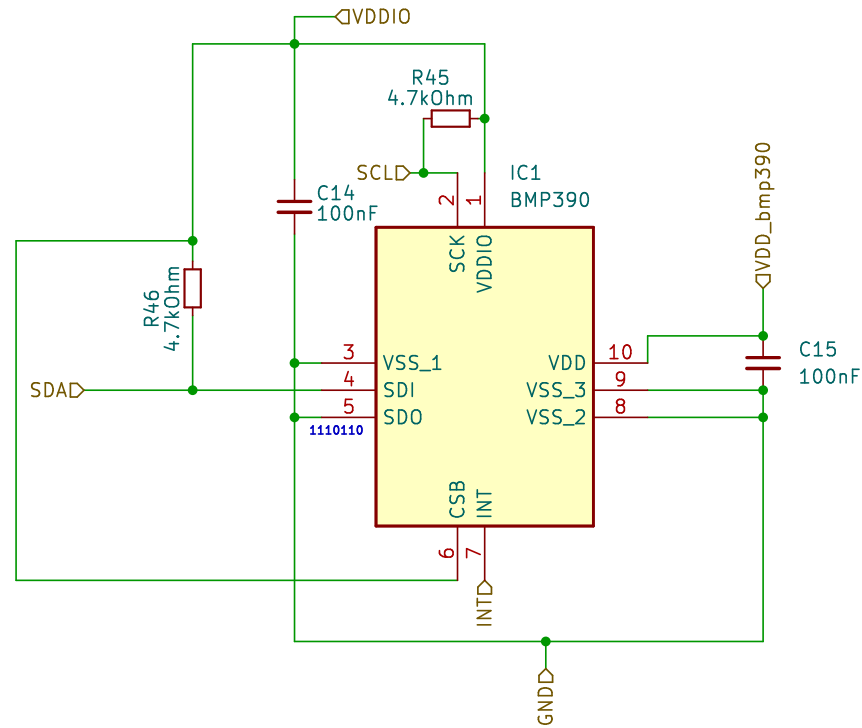 VDDIO
R45
4.7kOhm
SCL
IC1
BMP390
C14
100nF
2
1
SCK
VDDIO
VDD_bmp390
R46
4.7kOhm
3
VSS_1
VDD
10
C15
100nF
SDA
4
SDI
VSS_3
9
5
SDO
VSS_2
8
1110110
CSB
INT
6
7
INT
GND